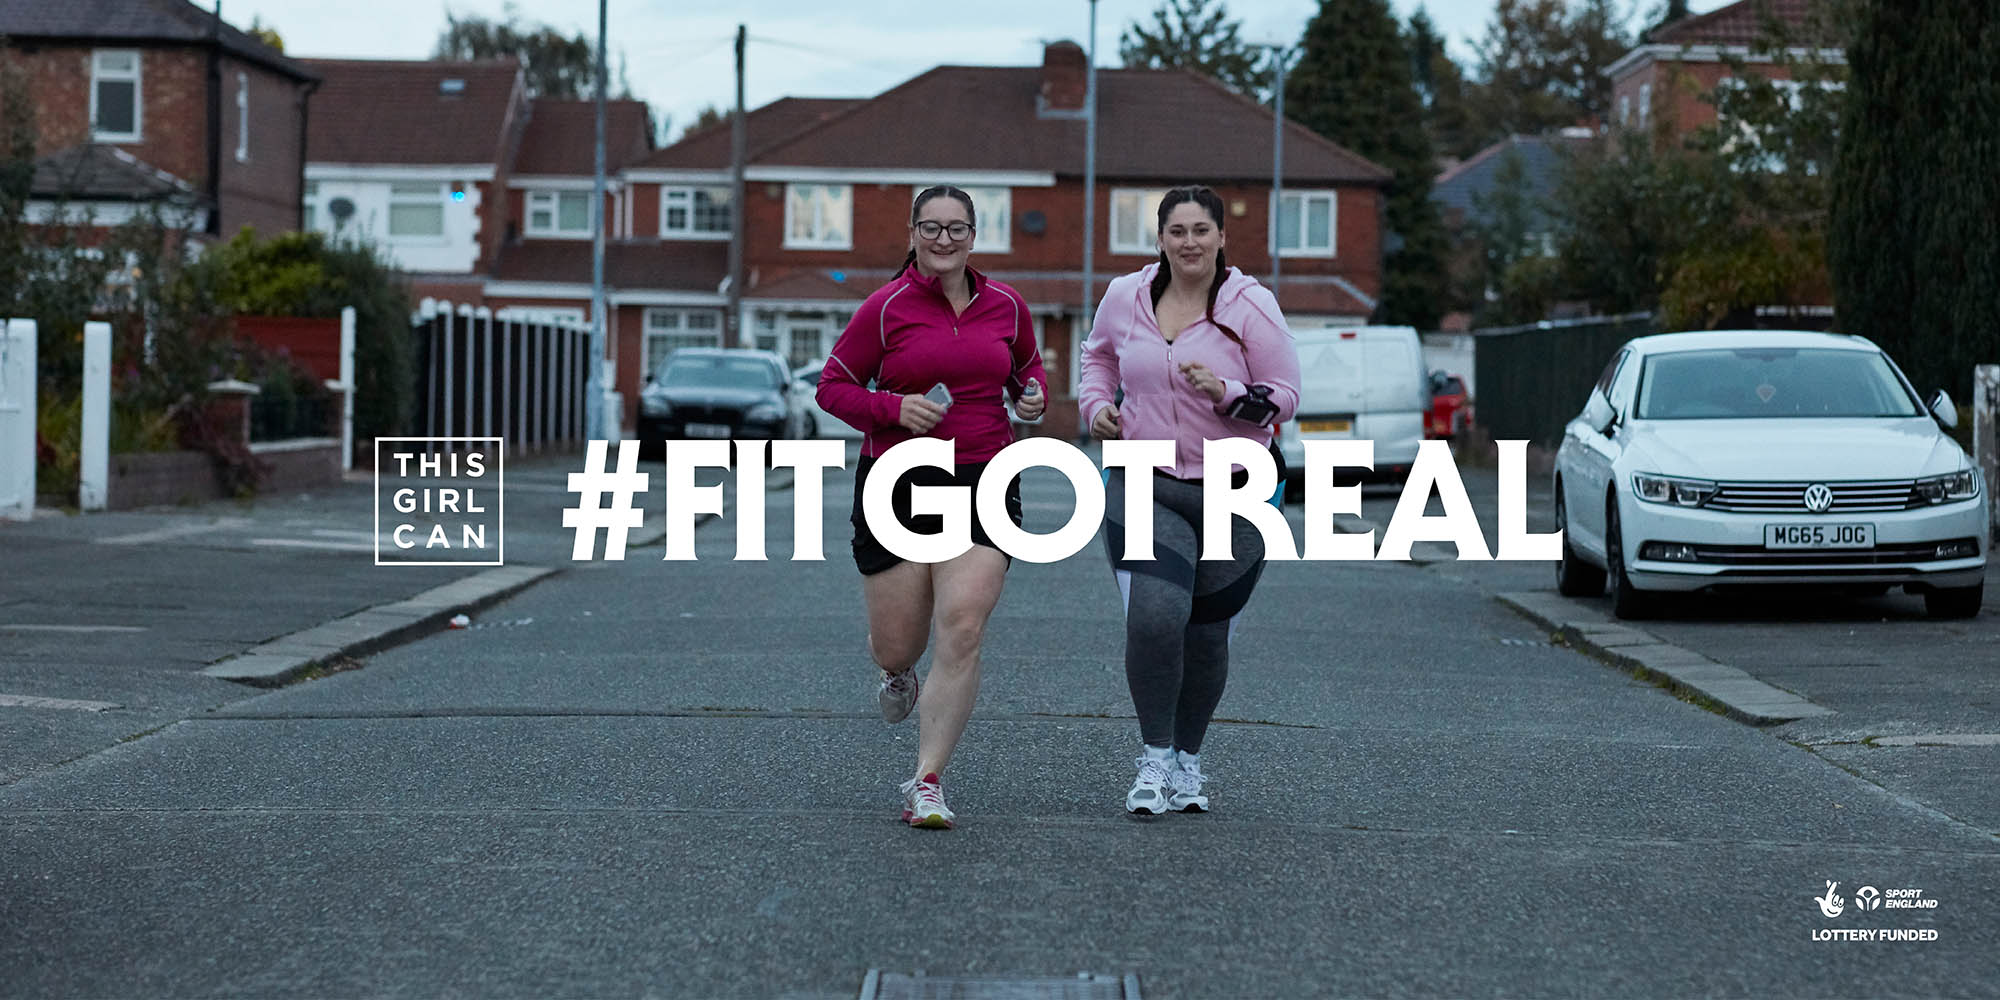 THIS
GIRL
CAN
#FITGOTREAL
MG65 JOG
SPORT
ENGLAND
LOTTERY FUNDED